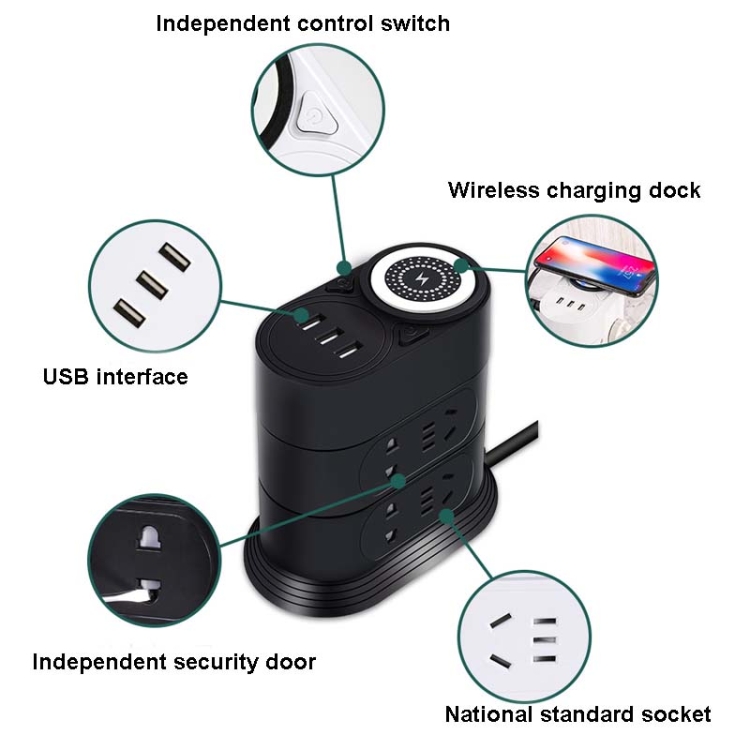 Independent control switch
Wireless charging dock
USB interface
Independent security door
National standard socket